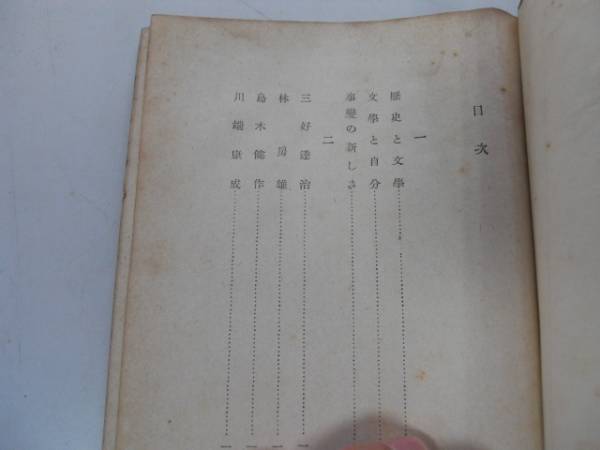 目次
一
歷史と文學
文學と自分
事變の新しさ
二
三好達治
林房雄
島木健作
川端康成